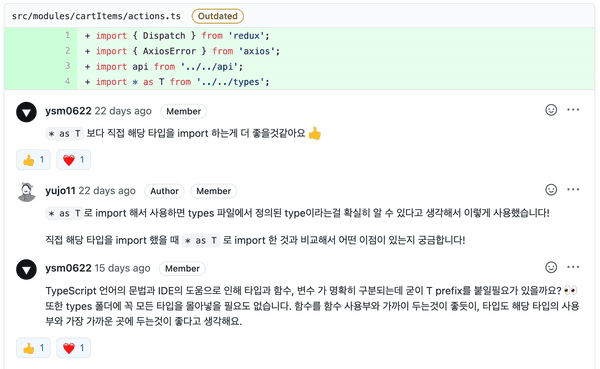 src/modules/cartItems/actions.ts Outdated
1 + import { Dispatch } from 'redux';
2 + import { AxiosError } from 'axios';
3 + import api from '../../api';
4 + import * as T from '../../types';
ysm0622 22 days ago Member
* as T 보다 직접 해당 타입을 import 하는게 더 좋을것같아요 👍
👍 1 ❤️ 1
yujo11 22 days ago Author Member
* as T 로 import 해서 사용하면 types 파일에서 정의된 type이라는걸 확실히 알 수 있다고 생각해서 이렇게 사용했습니다!
직접 해당 타입을 import 했을 때 * as T 로 import 한 것과 비교해서 어떤 이점이 있는지 궁금합니다!
ysm0622 15 days ago Member
TypeScript 언어의 문법과 IDE의 도움으로 인해 타입과 함수, 변수 가 명확히 구분되는데 굳이 T prefix를 붙일필요가 있을까요? 👀
또한 types 폴더에 꼭 모든 타입을 몰아넣을 필요도 없습니다. 함수를 함수 사용부와 가까이 두는것이 좋듯이, 타입도 해당 타입의 사용
부와 가장 가까운 곳에 두는것이 좋다고 생각해요.
👍 1 ❤️ 1